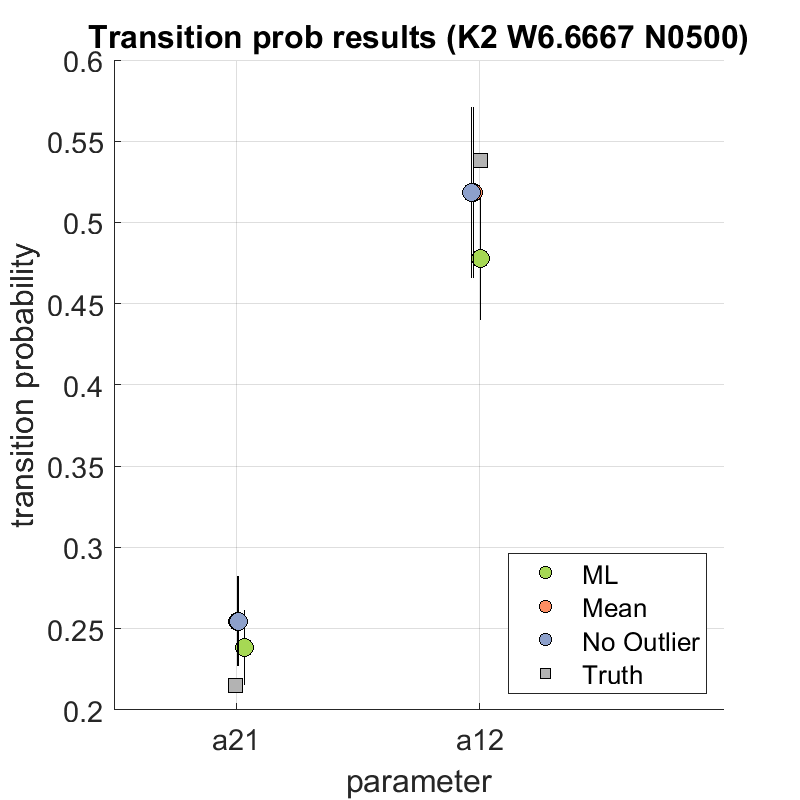 Transition prob results (K2 W6.6667 N0500)
0.6
0.55
0.5
0.45
0.4
0.35
0.3
0.25
0.2
transition probability
a21
a12
parameter
ML
Mean
No Outlier
Truth